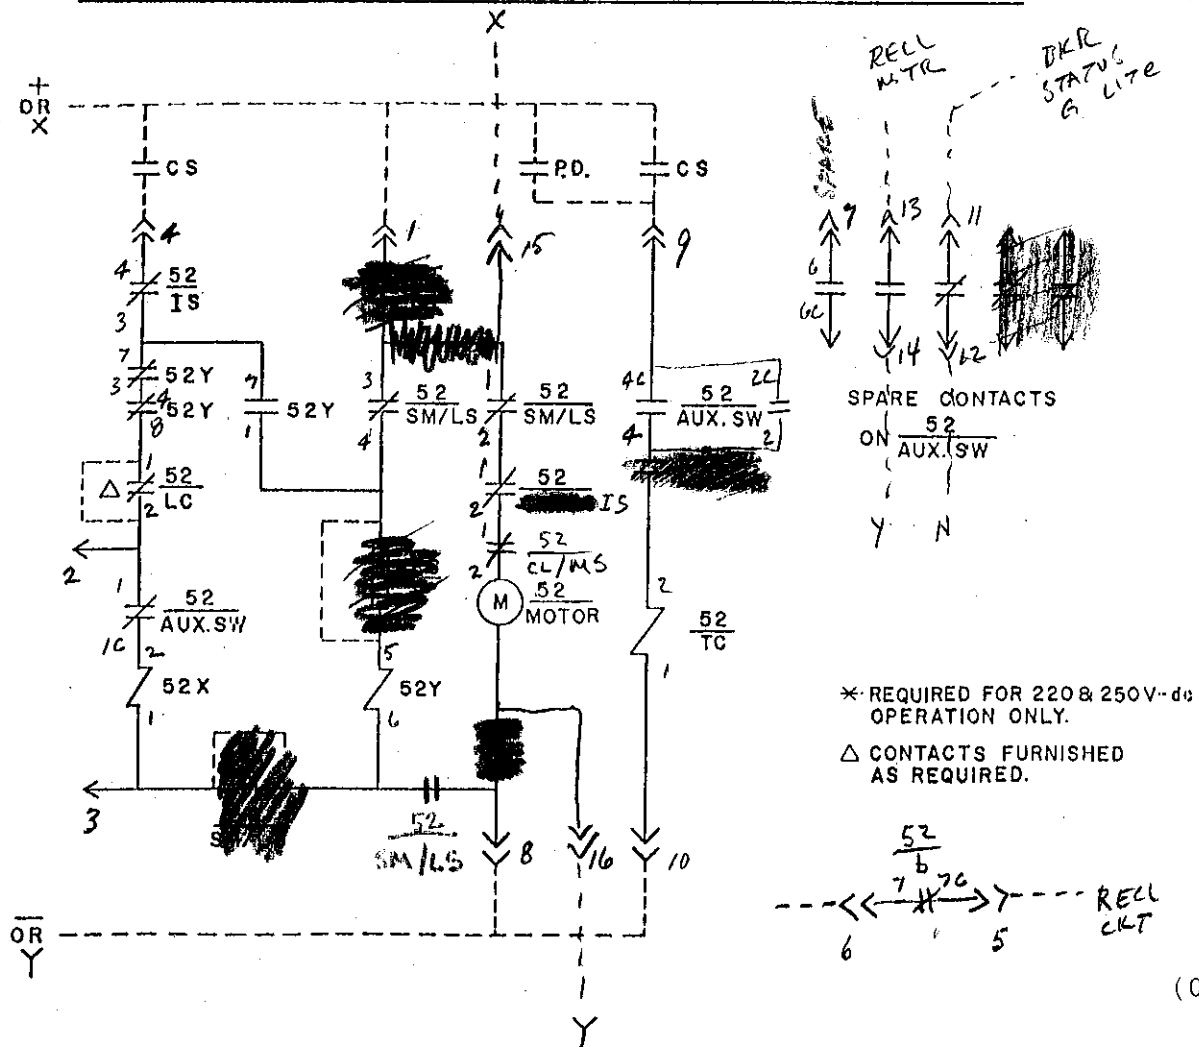 X
RECL
INSTR
BKR
STATUS
G LITE
+
OR
X
SPARE
CS
P.D.
CS
4
1
15
9
7
13
11
4
52
IS
3
6
6C
14
12
7
3
52Y
4
52Y
8
7
52Y
1
3
52
SM/LS
4
1
52
SM/LS
2
4C
52
AUX. SW
4
2C
2
SPARE CONTACTS
ON 52
AUX. SW
1
Δ 52
LC
2
1
52
IS
2
Y N
2
1
52
CL/MS
2
1
52
AUX. SW
1C
M
52
MOTOR
2
52
TC
1
2
52X
1
5
52Y
6
* REQUIRED FOR 220 & 250V-dc
OPERATION ONLY.
Δ CONTACTS FURNISHED
AS REQUIRED.
3
52
SM/LS
8
16
10
52
b
7 7C
6
5
RECL
CKT
—
OR
Y
(0
Y